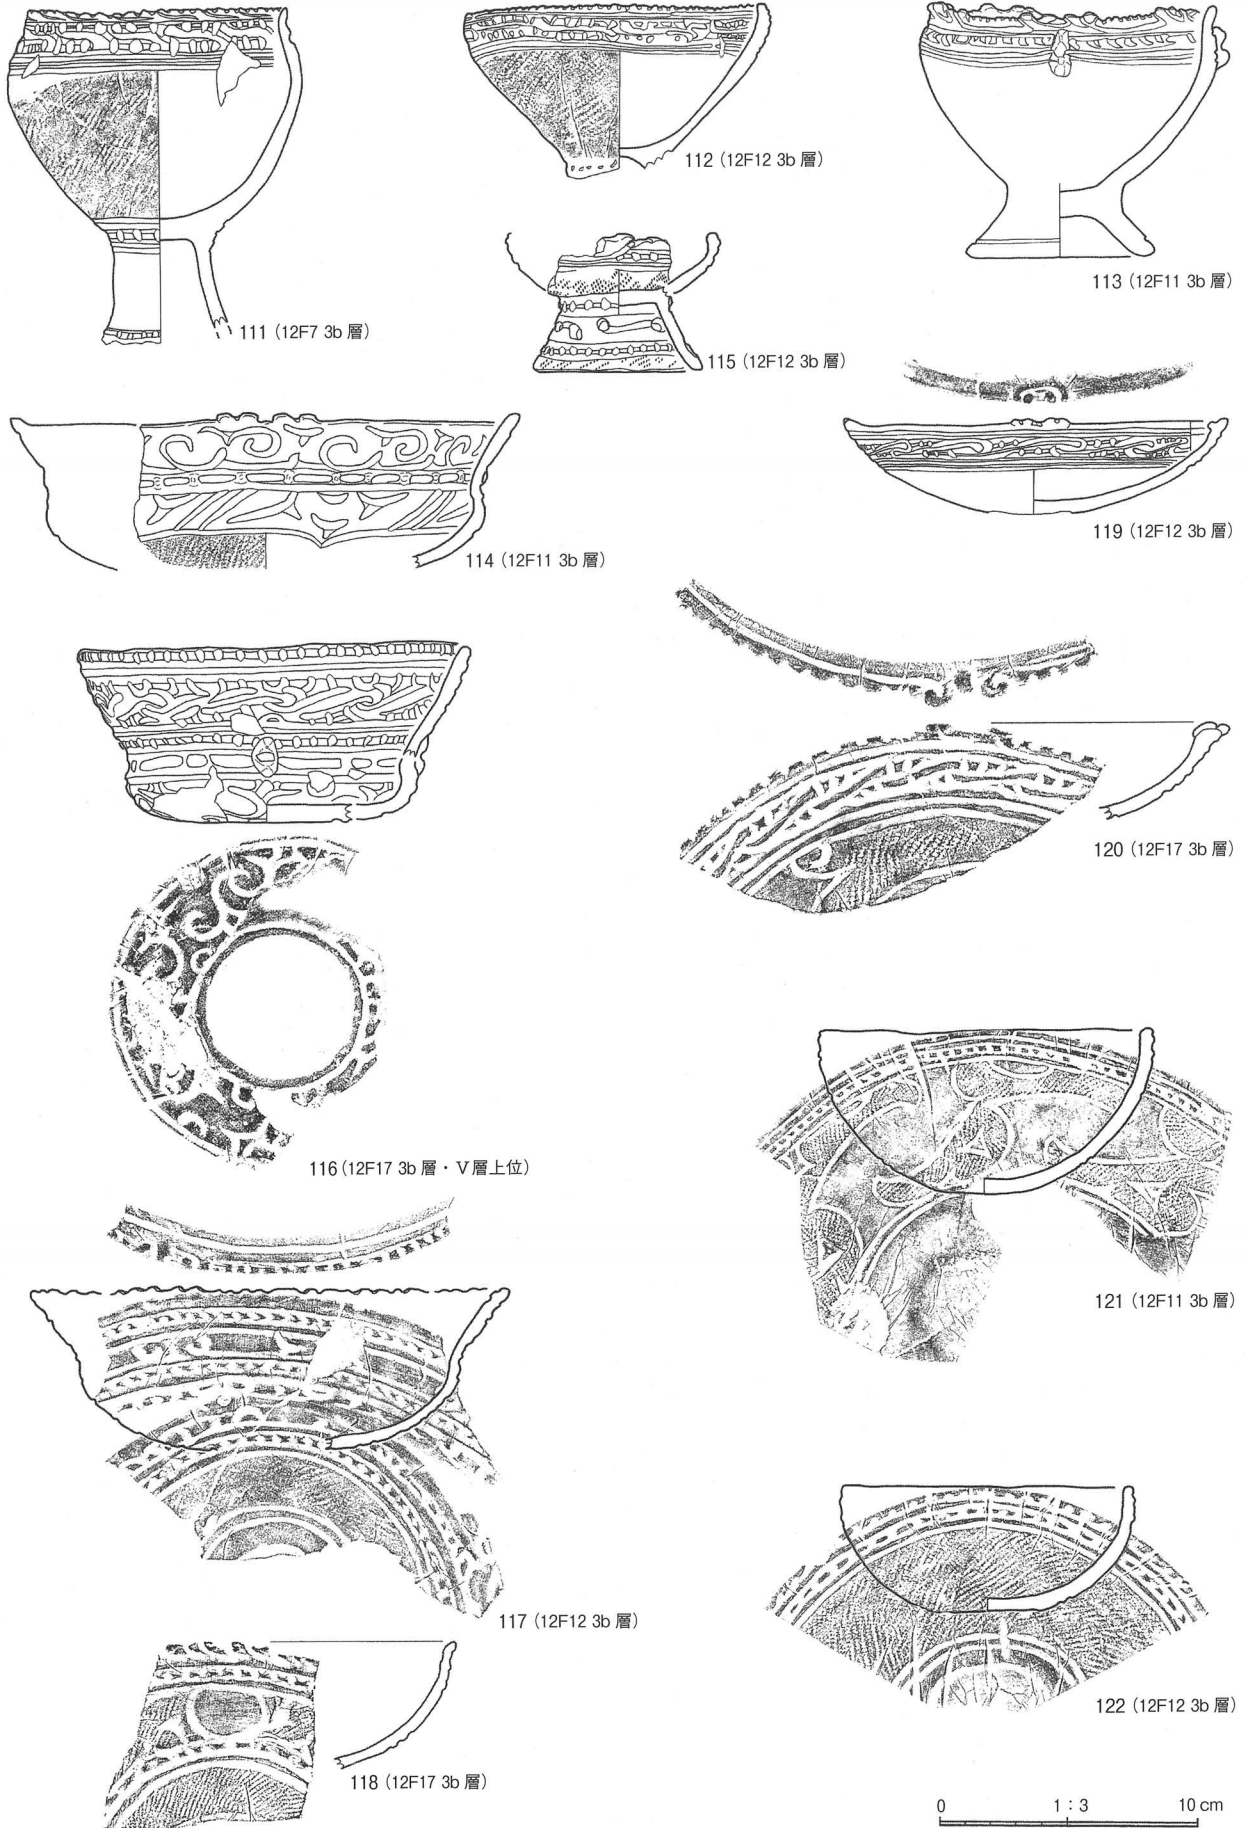 111（12F7 3b 層）
112（12F12 3b 層）
113（12F11 3b 層）
115（12F12 3b 層）
114（12F11 3b 層）
119（12F12 3b 層）
120（12F17 3b 層）
116（12F17 3b 層・Ⅴ層上位）
121（12F11 3b 層）
117（12F12 3b 層）
122（12F12 3b 層）
118（12F17 3b 層）
0 1：3 10 cm